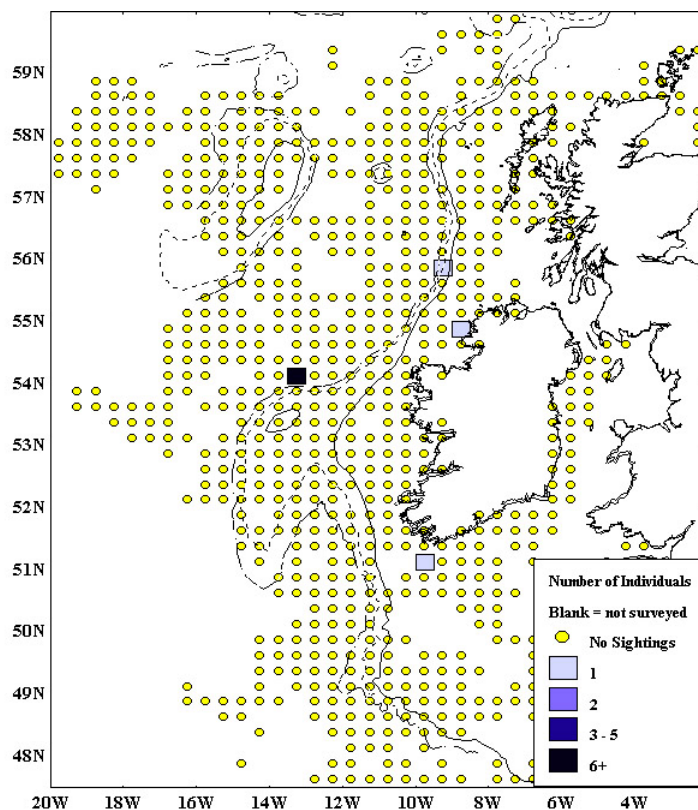 59N
58N
57N
56N
55N
54N
53N
52N
51N
50N
49N
48N
20W 16W 14W 12W 10W 8W 6W 4W
Number of Individuals
Blank = not surveyed
No Sightings
1
2
3 - 5
6+